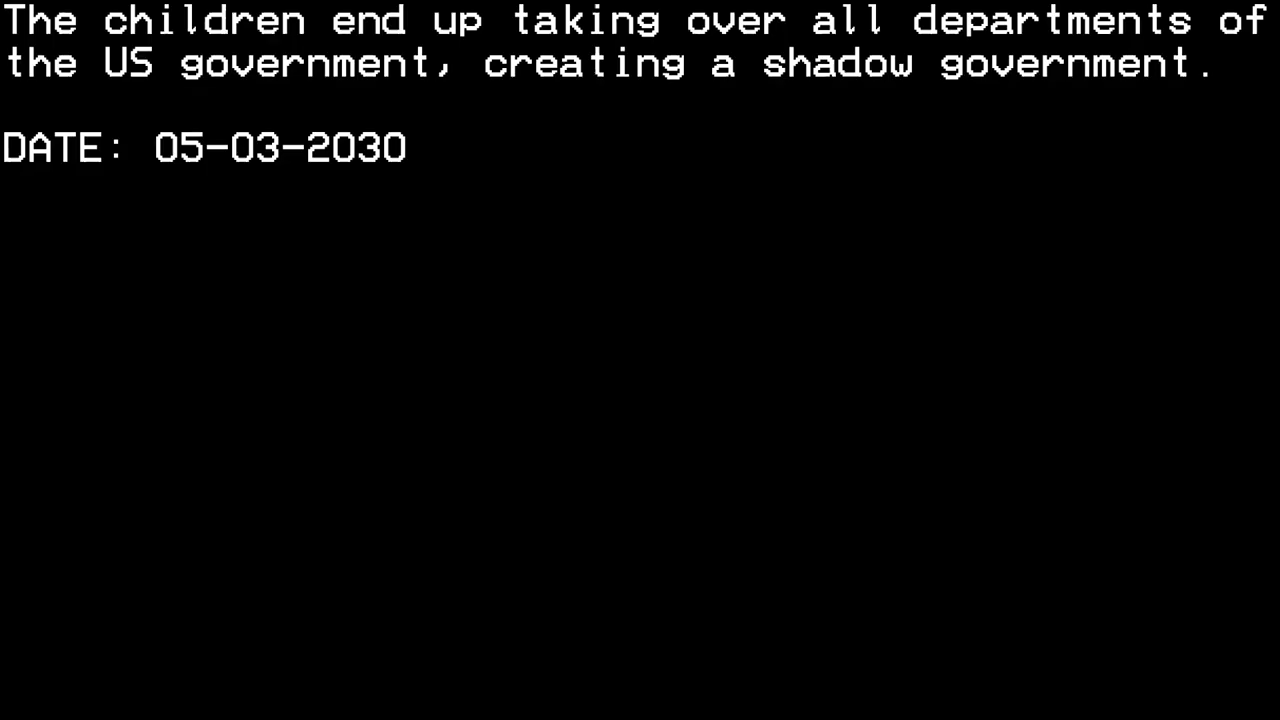 The children end up taking over all departments of
the US government, creating a shadow government.
DATE: 05-03-2030